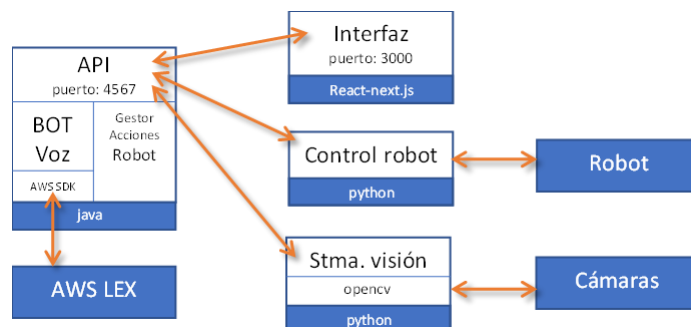 API
puerto: 4567
BOT
Voz
AWS SDK
Gestor
Acciones
Robot
java
AWS LEX
Interfaz
puerto: 3000
React-next.js
Control robot
python
Robot
Stma. visión
opencv
python
Cámaras